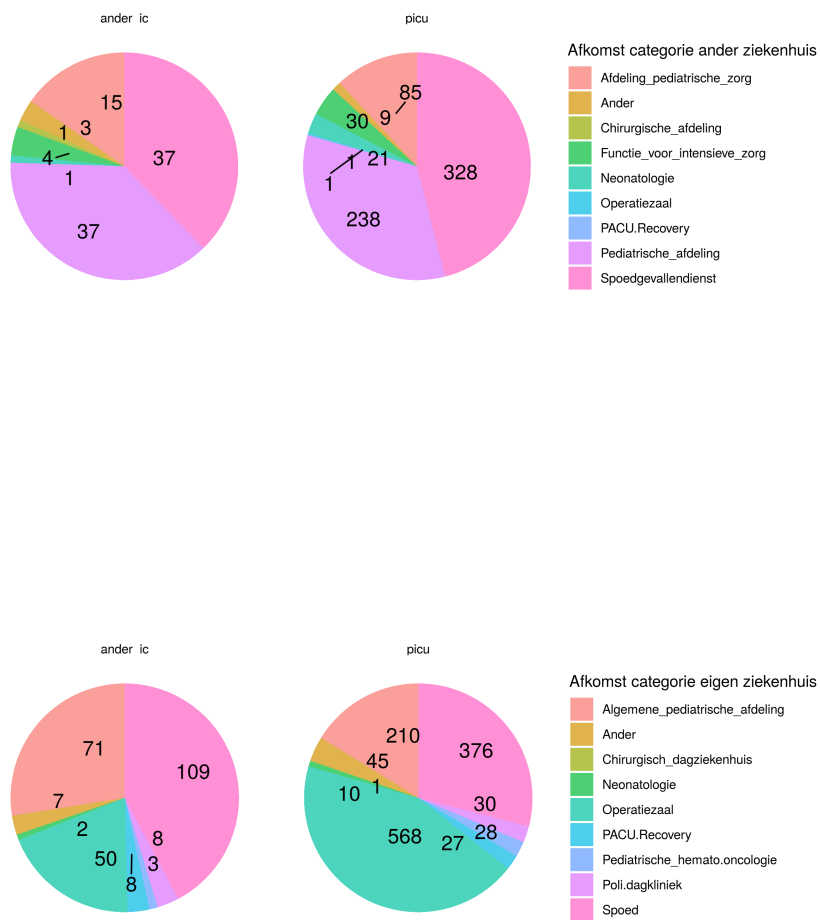 ander ic
picu
Afkomst categorie ander ziekenhuis
Afdeling_pediatrische_zorg
Ander
Chirurgische_afdeling
Functie_voor_intensieve_zorg
Neonatologie
Operatiezaal
PACU.Recovery
Pediatrische_afdeling
Spoedgevallendienst
15
1
3
4
1
37
37
85
9
30
1
21
1
238
328
ander ic
picu
Afkomst categorie eigen ziekenhuis
Algemene_pediatrische_afdeling
Ander
Chirurgisch_dagziekenhuis
Neonatologie
Operatiezaal
PACU.Recovery
Pediatrische_hemato.oncologie
Poli.dagkliniek
Spoed
71
109
7
2
8
50
3
8
210
376
45
1
10
30
568
27
28